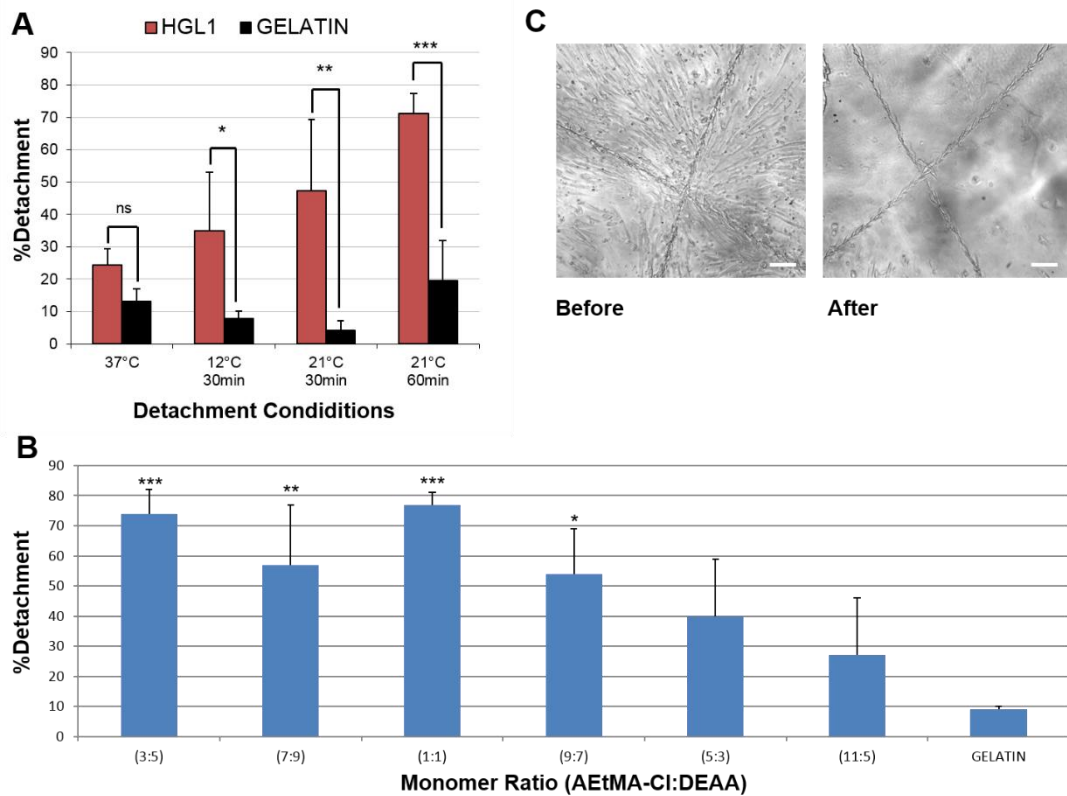 A
HGL1 GELATIN
%Detachment
90
80
70
60
50
40
30
20
10
0
ns
*
**
***
37°C
12°C
30min
21°C
30min
21°C
60min
Detachment Condiditions
C
Before
After
B
%Detachment
90
80
70
60
50
40
30
20
10
0
***
**
***
*
(3:5) (7:9) (1:1) (9:7) (5:3) (11:5) GELATIN
Monomer Ratio (AEtMA-Cl:DEAA)